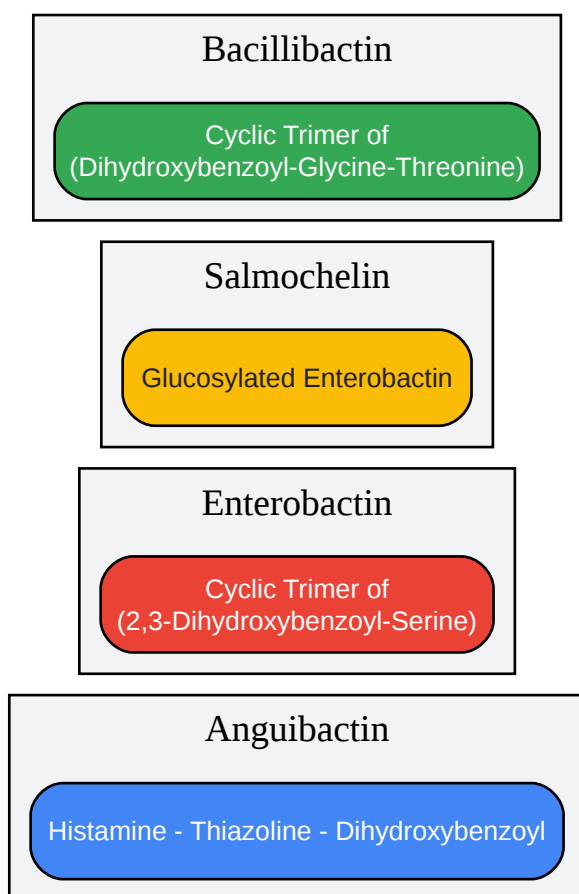 Bacillibactin
Cyclic Trimer of
(Dihydroxybenzoyl-Glycine-Threonine)
Salmochelin
Glucosylated Enterobactin
Enterobactin
Cyclic Trimer of
(2,3-Dihydroxybenzoyl-Serine)
Anguibactin
Histamine - Thiazoline - Dihydroxybenzoyl